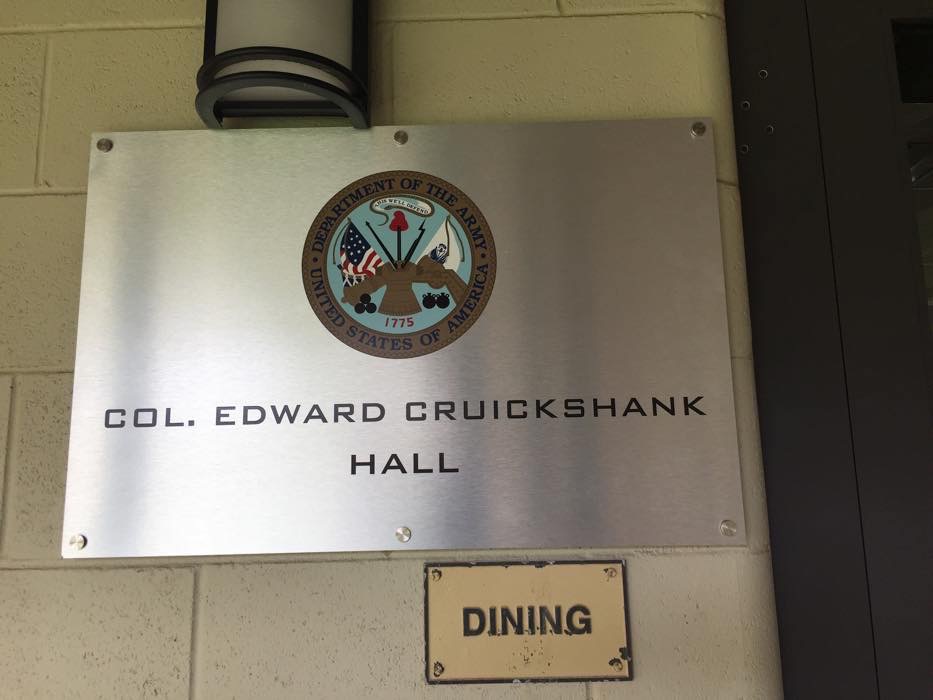 DEPARTMENT OF THE ARMY
THIS WE'LL DEFEND
1775
UNITED STATES OF AMERICA
COL. EDWARD CRUICKSHANK
HALL
DINING